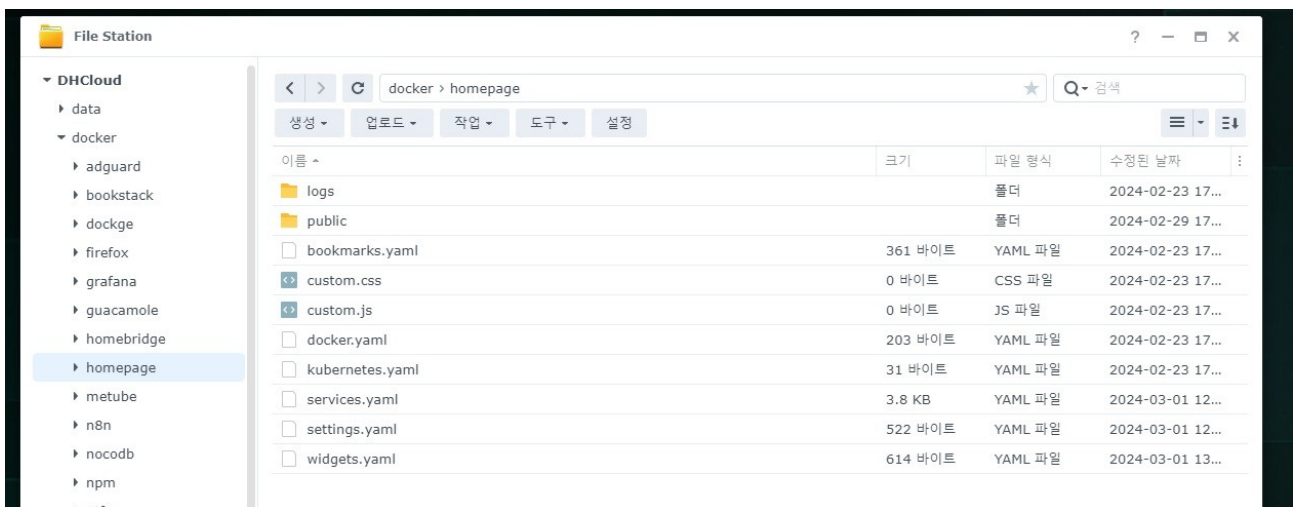 File Station
DHCloud
data
docker
adguard
bookstack
dockge
firefox
grafana
guacamole
homebridge
homepage
metube
n8n
nocodb
npm
docker › homepage
검색
생성 업로드 작업 도구 설정
이름 크기 파일 형식 수정된 날짜
logs 폴더 2024-02-23 17...
public 폴더 2024-02-29 17...
bookmarks.yaml 361 바이트 YAML 파일 2024-02-23 17...
custom.css 0 바이트 CSS 파일 2024-02-23 17...
custom.js 0 바이트 JS 파일 2024-02-23 17...
docker.yaml 203 바이트 YAML 파일 2024-02-23 17...
kubernetes.yaml 31 바이트 YAML 파일 2024-02-23 17...
services.yaml 3.8 KB YAML 파일 2024-03-01 12...
settings.yaml 522 바이트 YAML 파일 2024-03-01 12...
widgets.yaml 614 바이트 YAML 파일 2024-03-01 13...